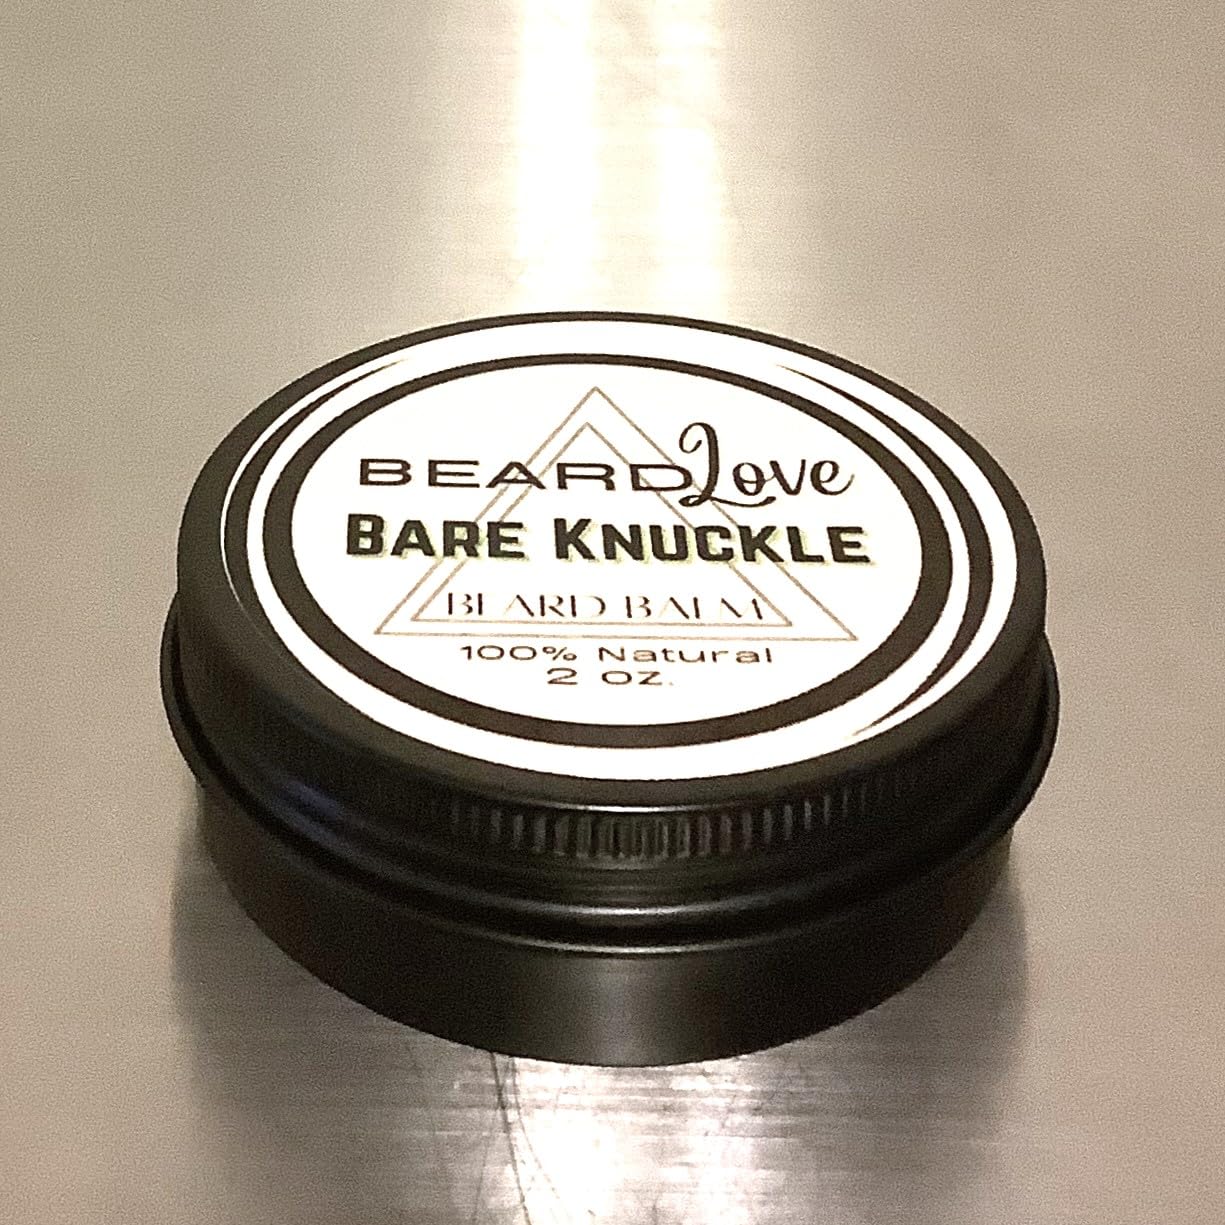 BEARDLove
BARE KNUCKLE
BEARD BALM
100% Natural
2 oz.